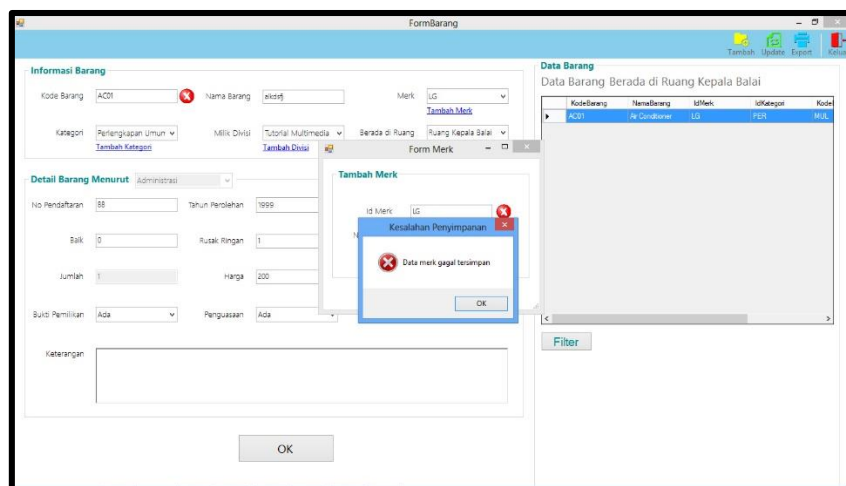 FormBarang
Tambah Update Export Keluar
Informasi Barang
Kode Barang AC01 Nama Barang alkdsfj Merk LG
Tambah Merk
Kategori Perlengkapan Umun Milik Divisi Tutorial Multimedia Berada di Ruang Ruang Kepala Balai
Tambah Kategori Tambah Divisi
Detail Barang Menurut Administrasi
No Pendaftaran 88 Tahun Perolehan 1999
Baik 0 Rusak Ringan 1
Jumlah 1 Harga 200
Bukti Pemilikan Ada Penguasaan Ada
Keterangan
OK
Form Merk
Tambah Merk
Id Merk LG
Kesalahan Penyimpanan
Data merk gagal tersimpan
OK
Data Barang
Data Barang Berada di Ruang Kepala Balai
KodeBarang NamaBarang IdMerk IdKategori Kodel
AC01 Air Conditioner LG PER MUL
Filter